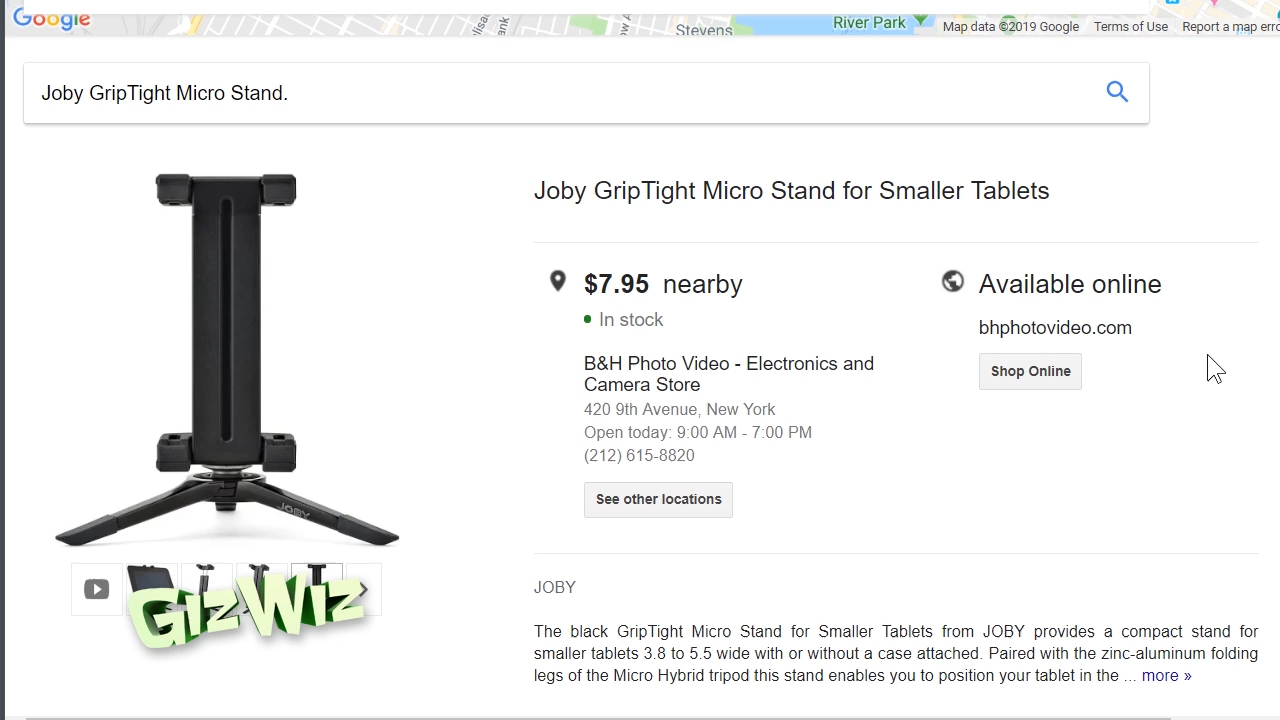 Google
Stevens
River Park
Map data ©2019 Google
Terms of Use
Joby GripTight Micro Stand.
Joby GripTight Micro Stand for Smaller Tablets
$7.95 nearby
In stock
B&H Photo Video - Electronics and
Camera Store
420 9th Avenue, New York
Open today: 9:00 AM - 7:00 PM
(212) 615-8820
See other locations
Available online
bhphotovideo.com
Shop Online
JOBY
GizWiz
JOBY
The black GripTight Micro Stand for Smaller Tablets from JOBY provides a compact stand for
smaller tablets 3.8 to 5.5 wide with or without a case attached. Paired with the zinc-aluminum folding
legs of the Micro Hybrid tripod this stand enables you to position your tablet in the ... more »